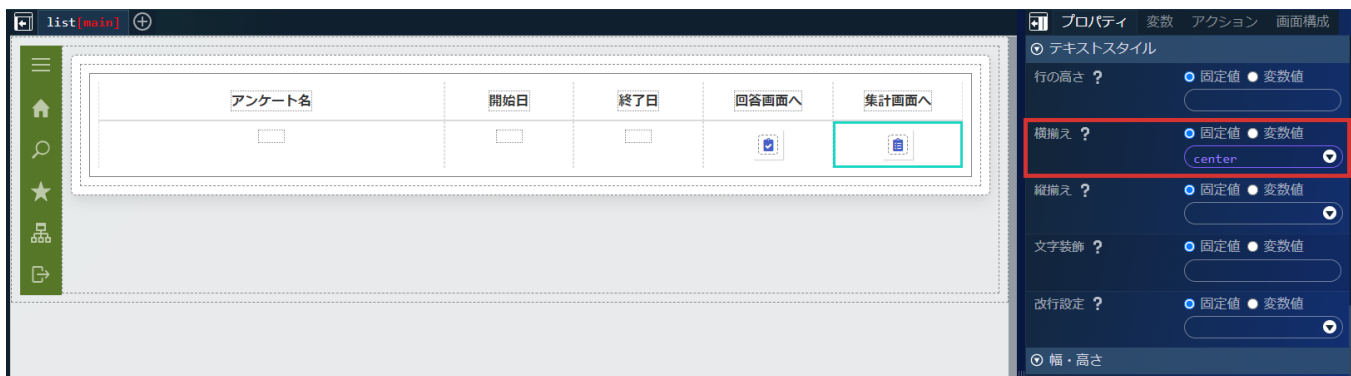 list[main]
アンケート名 開始日 終了日 回答画面へ 集計画面へ
プロパティ 変数 アクション 画面構成
テキストスタイル
行の高さ ? 固定値 変数値
横揃え ? 固定値 変数値
center
縦揃え ? 固定値 変数値
文字装飾 ? 固定値 変数値
改行設定 ? 固定値 変数値
幅・高さ